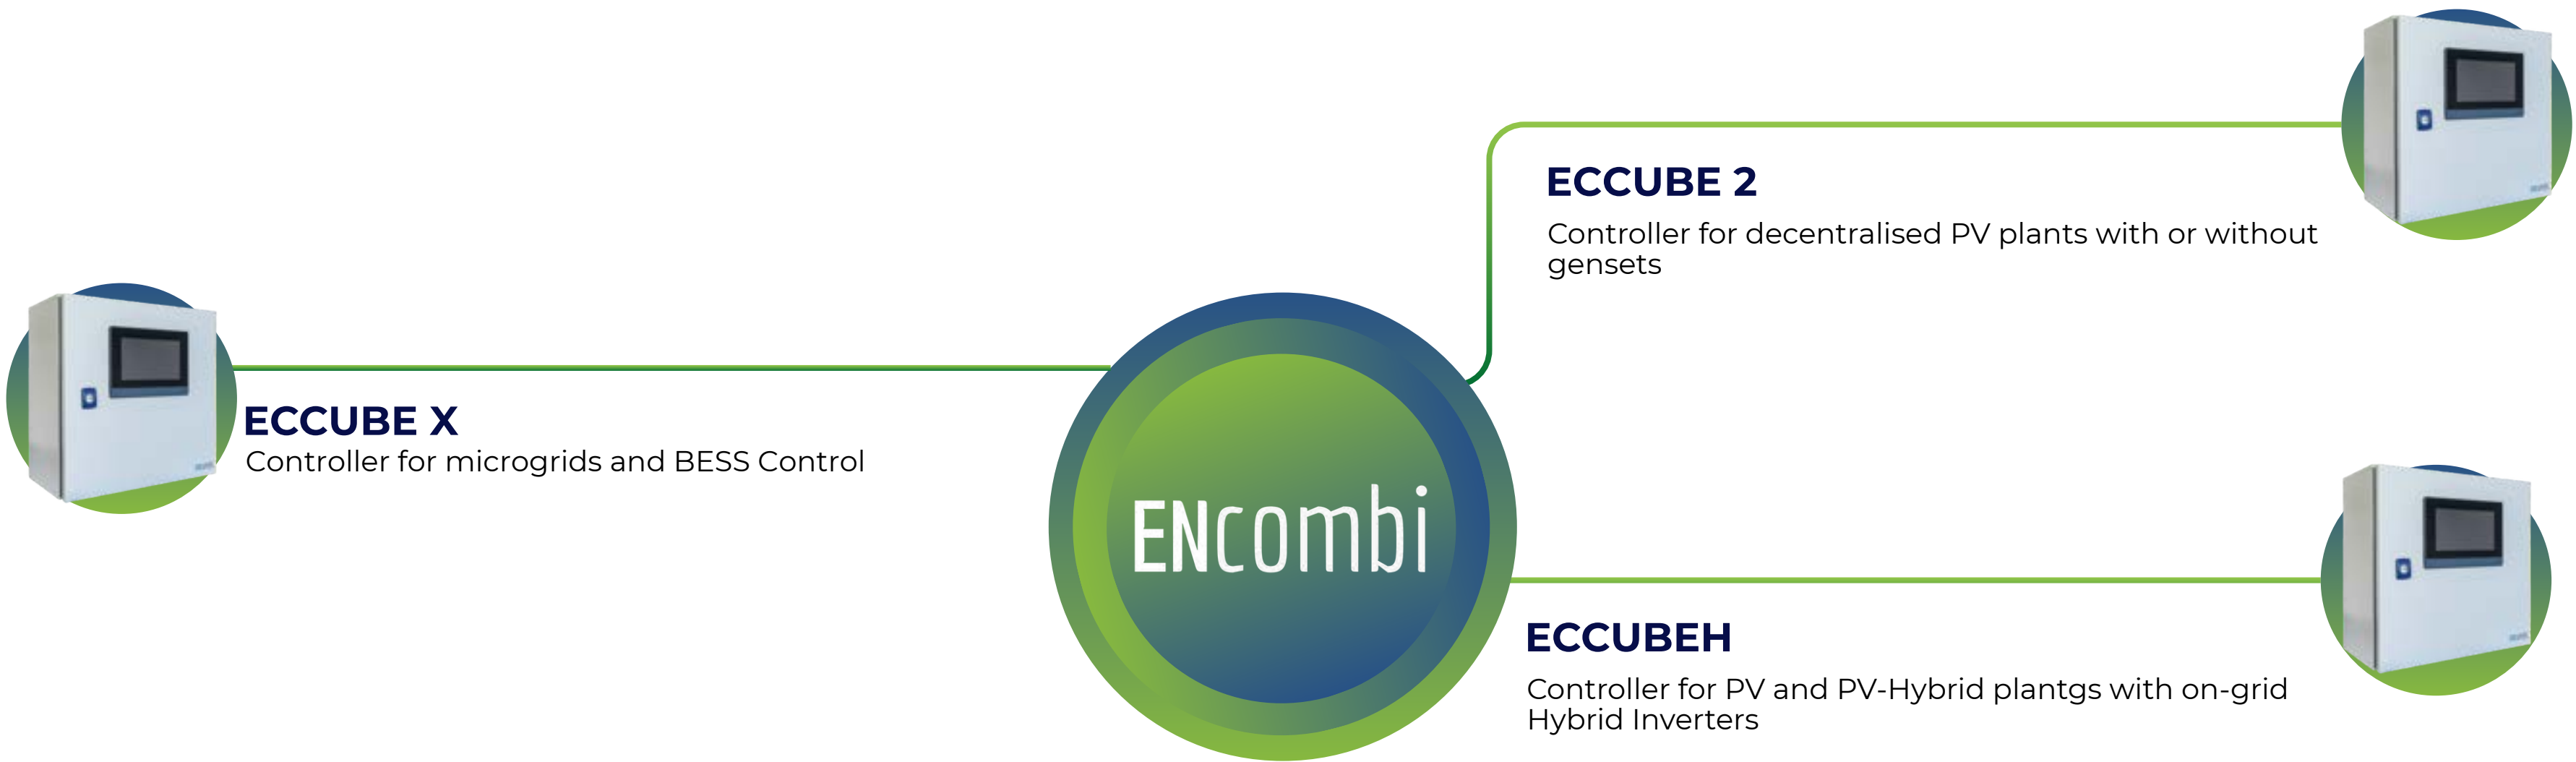 ECCUBE 2
Controller for decentralised PV plants with or without
gensets
ECCUBE X
Controller for microgrids and BESS Control
ENcombi
ECCUBEH
Controller for PV and PV-Hybrid plantgs with on-grid
Hybrid Inverters